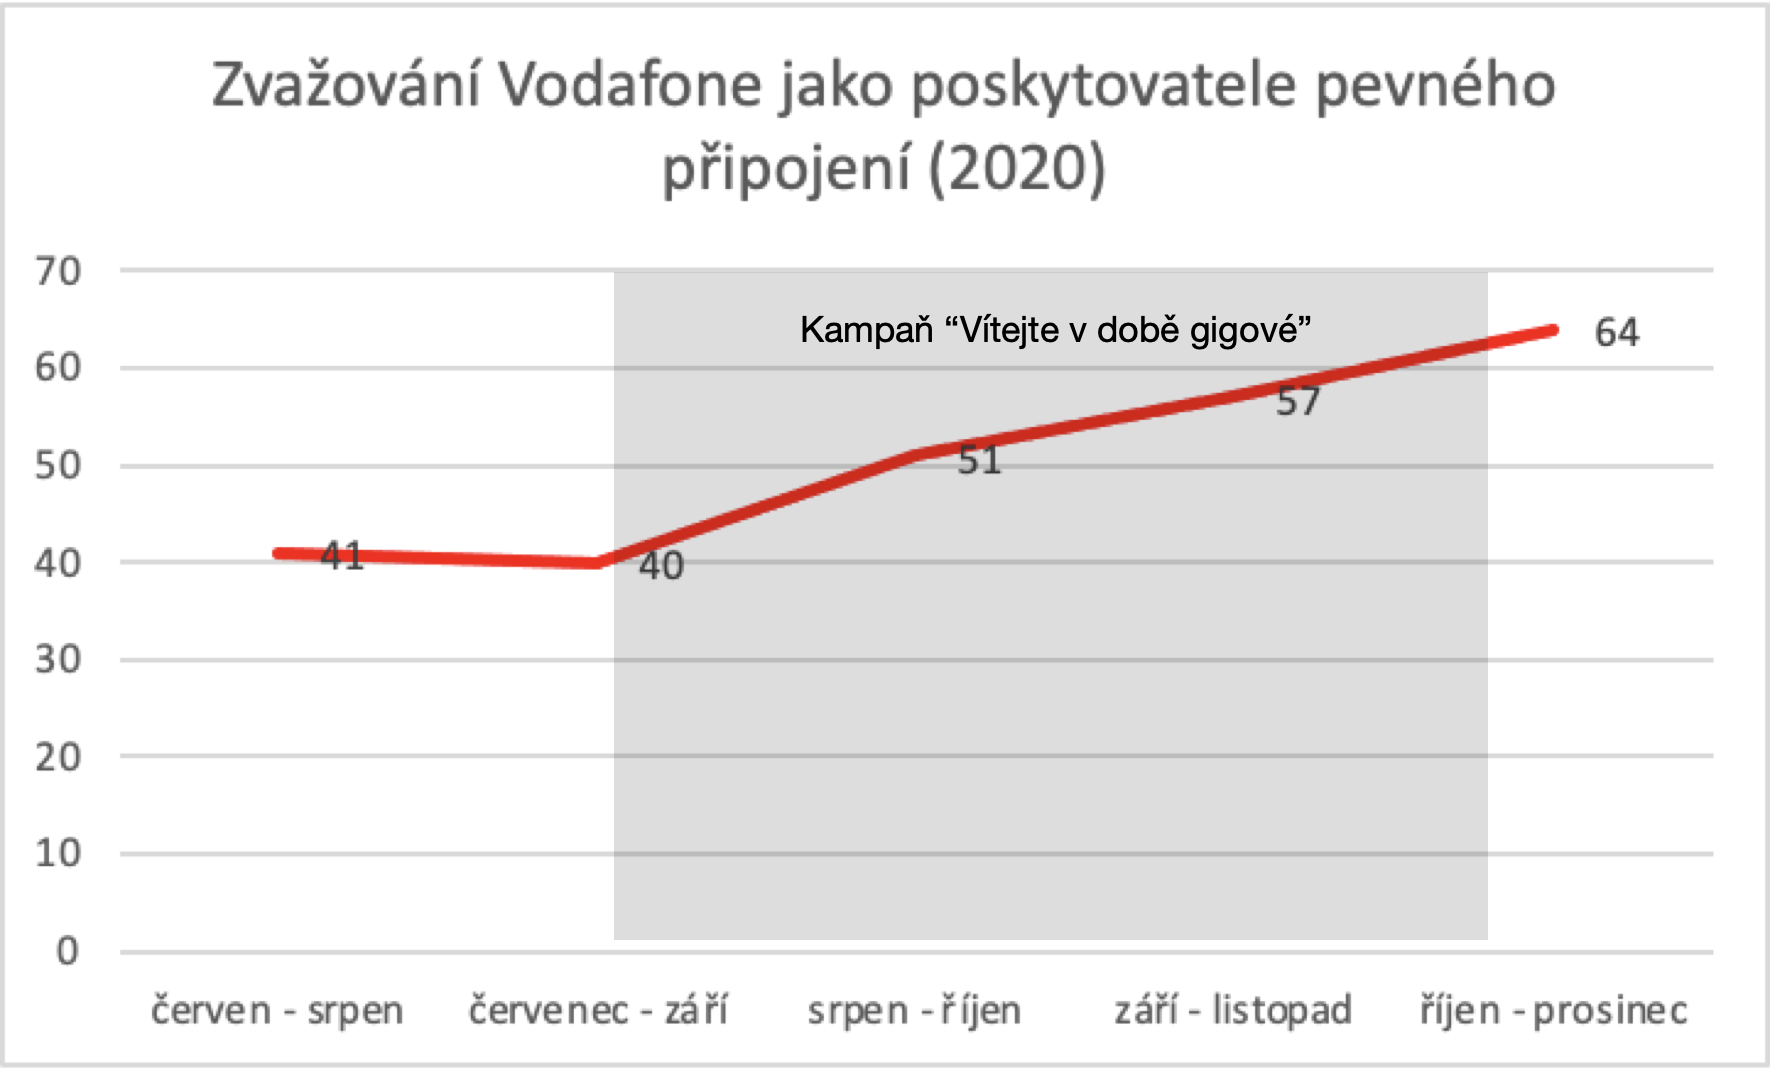 Zvažování Vodafone jako poskytovatele pevného
připojení (2020)
70
Kampaň “Vítejte v době gigové”
64
60
57
51
50
41
40
40
30
20
10
0
červen - srpen
červenec - září
srpen - říjen
září - listopad
říjen - prosinec